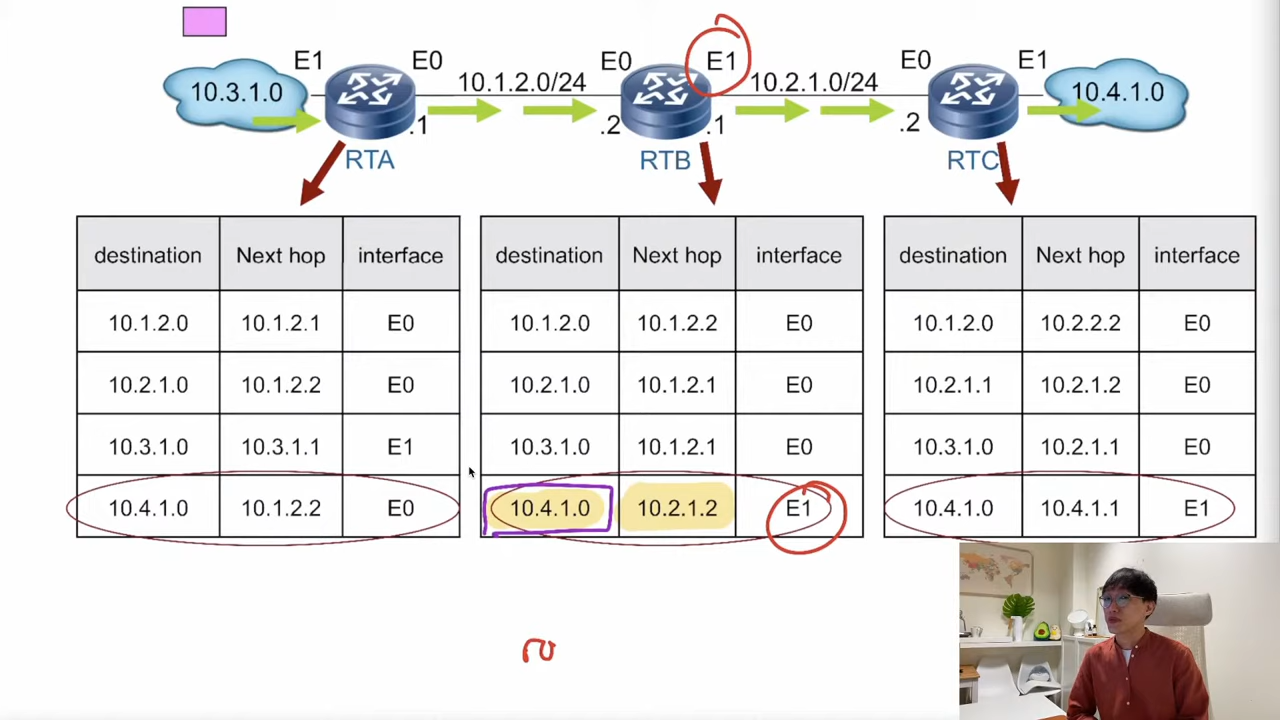 E1
E0
E0
E1
E0
E1
10.3.1.0
10.1.2.0/24
10.2.1.0/24
10.4.1.0
.1
.2
.1
.2
RTA
RTB
RTC
destination Next hop interface
10.1.2.0 10.1.2.1 E0
10.2.1.0 10.1.2.2 E0
10.3.1.0 10.3.1.1 E1
10.4.1.0 10.1.2.2 E0
destination Next hop interface
10.1.2.0 10.1.2.2 E0
10.2.1.0 10.1.2.1 E0
10.3.1.0 10.1.2.1 E0
10.4.1.0 10.2.1.2 E1
destination Next hop interface
10.1.2.0 10.2.2.2 E0
10.2.1.1 10.2.1.2 E0
10.3.1.0 10.2.1.1 E0
10.4.1.0 10.4.1.1 E1